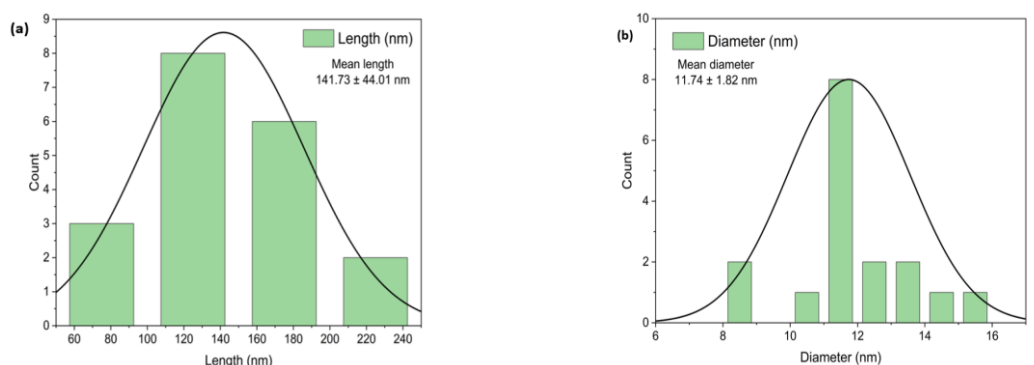 (a)
Length (nm)
Mean length
141.73 ± 44.01 nm
Count
9
8
7
6
5
4
3
2
1
0
60 80 100 120 140 160 180 200 220 240
Length (nm)
(b)
Diameter (nm)
Mean diameter
11.74 ± 1.82 nm
Count
10
8
6
4
2
0
6 8 10 12 14 16
Diameter (nm)